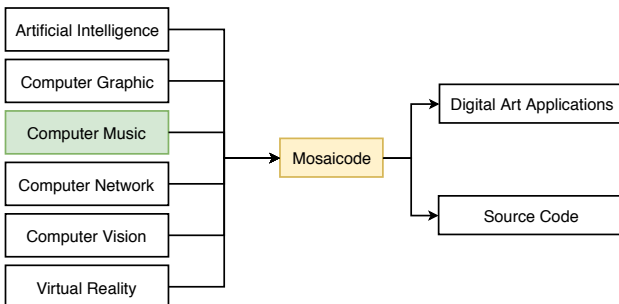 Artificial Intelligence
Computer Graphic
Computer Music
Computer Network
Computer Vision
Virtual Reality
Mosaicode
Digital Art Applications
Source Code